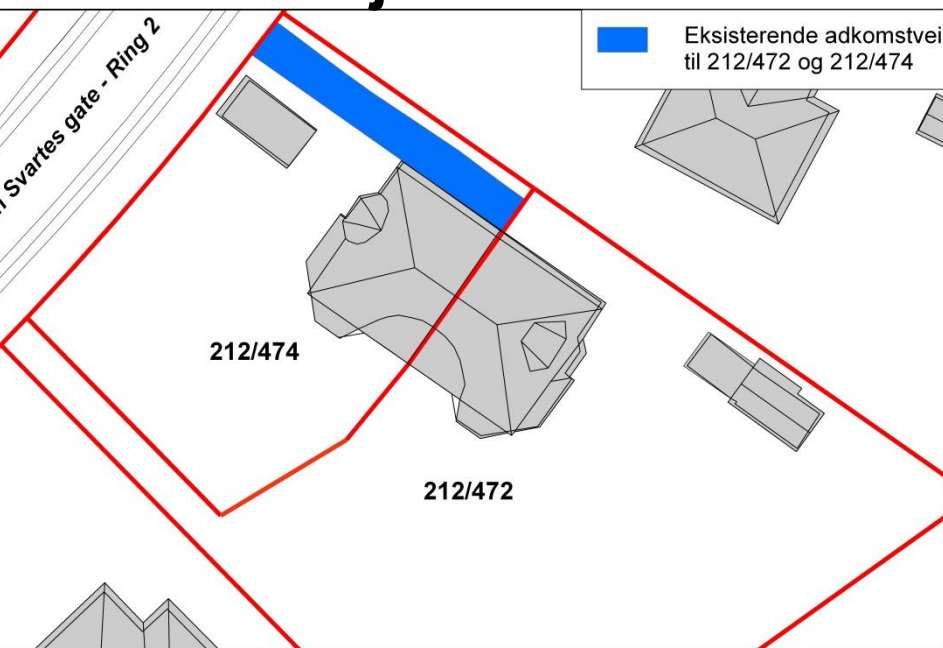 Eksisterende adkomstvei
til 212/472 og 212/474
Svartes gate - Ring 2
212/474
212/472